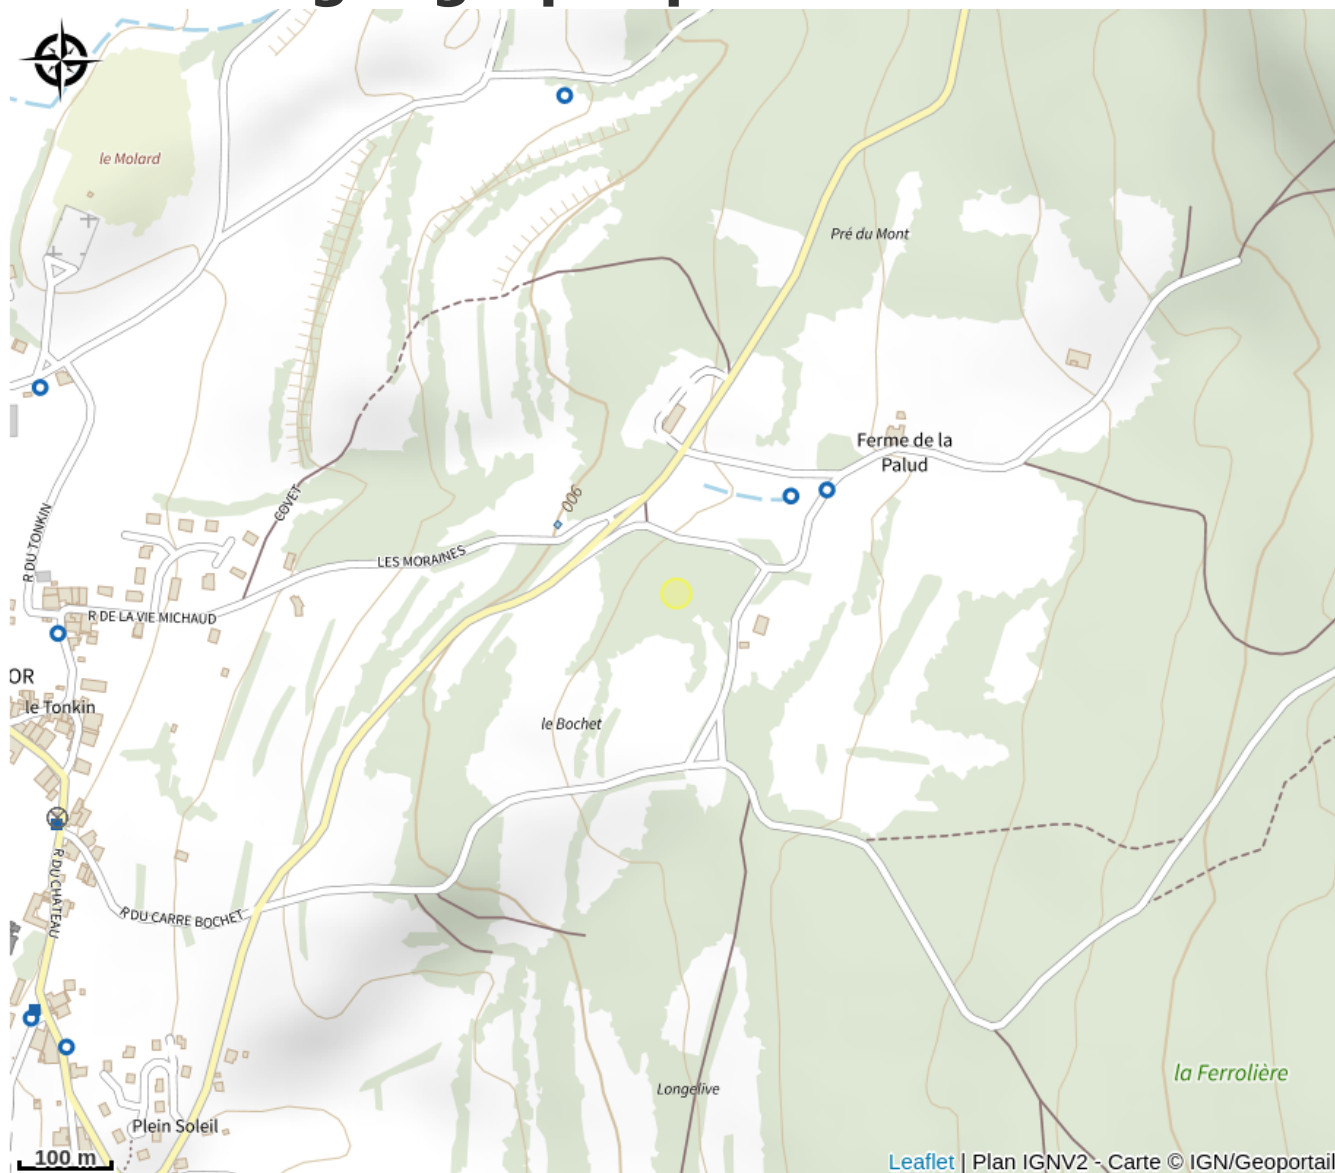 le Molard
Pré du Mont
Ferme de la
Palud
900
COVET
R DU TONKIN
LES MORAINES
R DE LA VIE MICHAUD
OR
le Tonkin
le Bochet
R DU CHATEAU
R DU CARRE BOCHET
la Ferrolière
Longelive
Plein Soleil
100 m
Leaflet | Plan IGNV2 - Carte © IGN/Geoportail